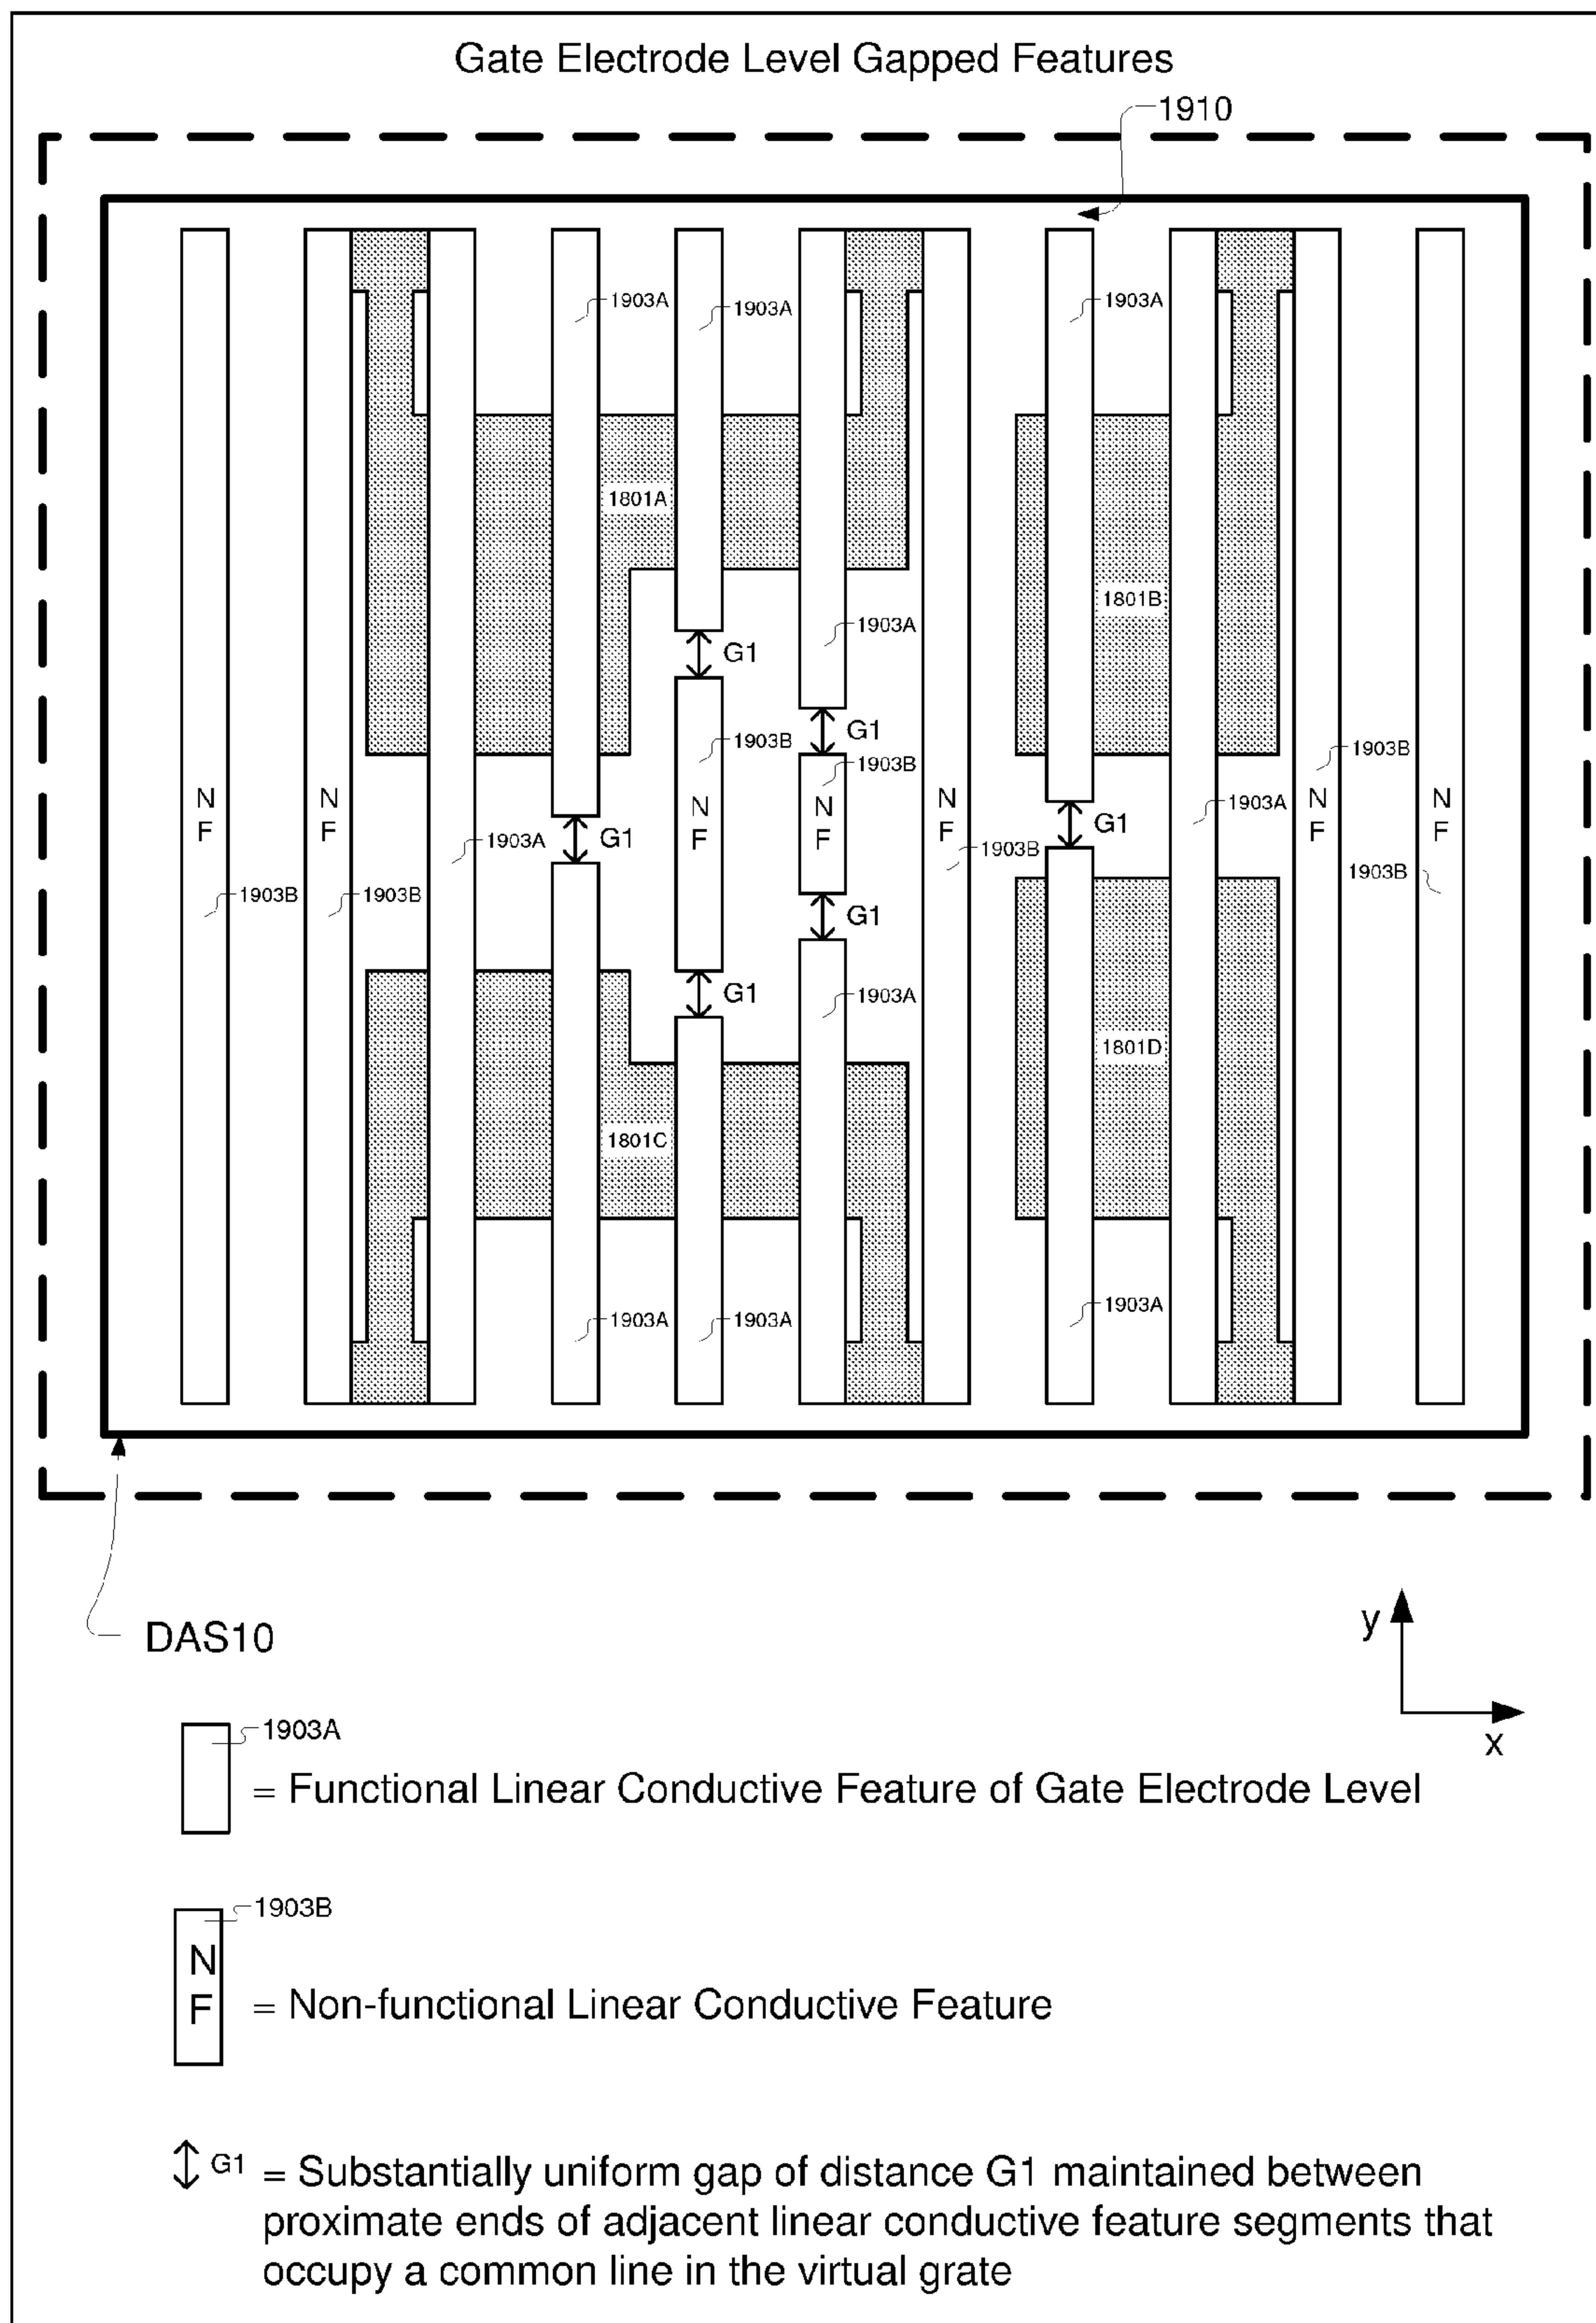 Gate Electrode Level Gapped Features
1910
1903A
1903A
1903A
1801A
1801B
1903A
G1
G1
1903B
1903B
1903B
N
F
N
F
N
F
N
F
N
F
N
F
N
F
1903A
G1
G1
1903A
1903B
1903B
1903B
1903B
G1
1903A
G1
1801D
1801C
1903A
1903A
1903A
DAS10
y
x
1903A
= Functional Linear Conductive Feature of Gate Electrode Level
1903B
N
F
= Non-functional Linear Conductive Feature
G1 = Substantially uniform gap of distance G1 maintained between
proximate ends of adjacent linear conductive feature segments that
occupy a common line in the virtual grate